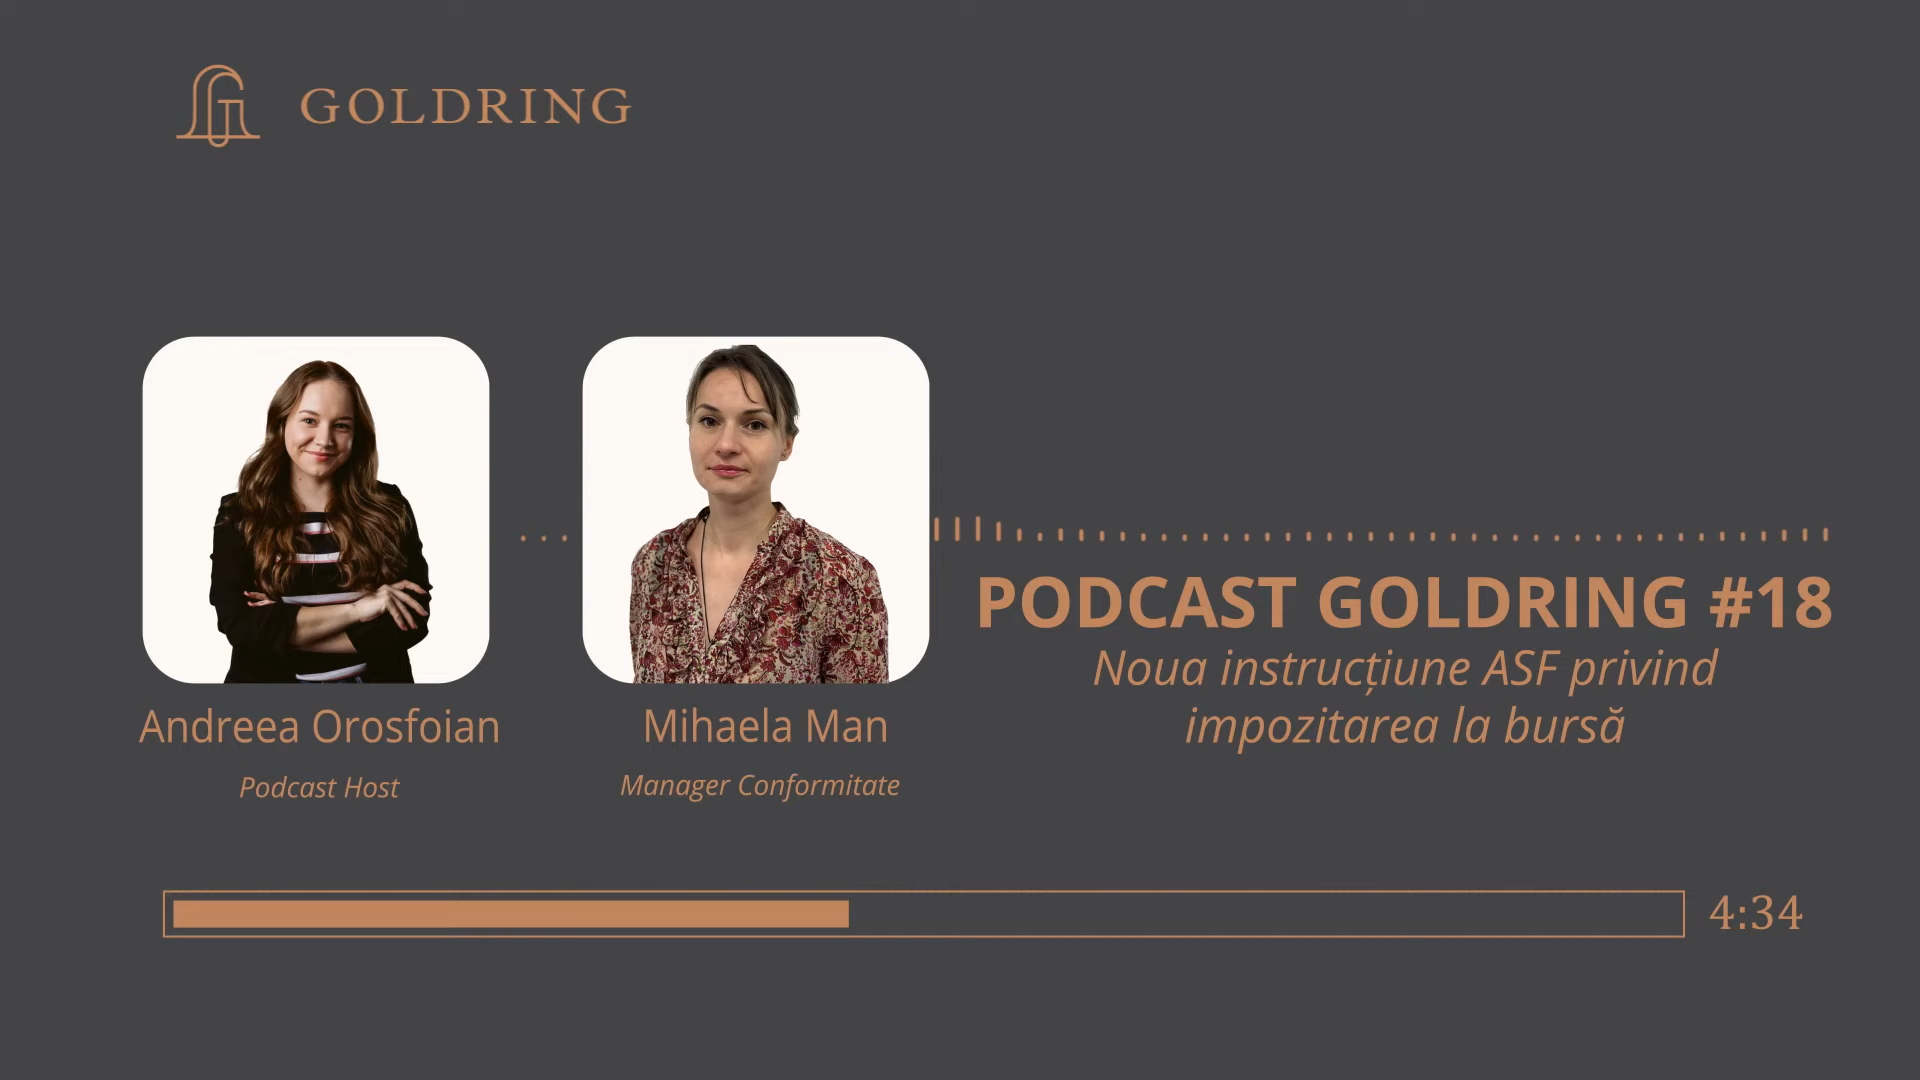 GOLDRING
PODCAST GOLDRING #18
Noua instrucțiune ASF privind
impozitarea la bursă
Andreea Orosfoian
Podcast Host
Mihaela Man
Manager Conformitate
4:34